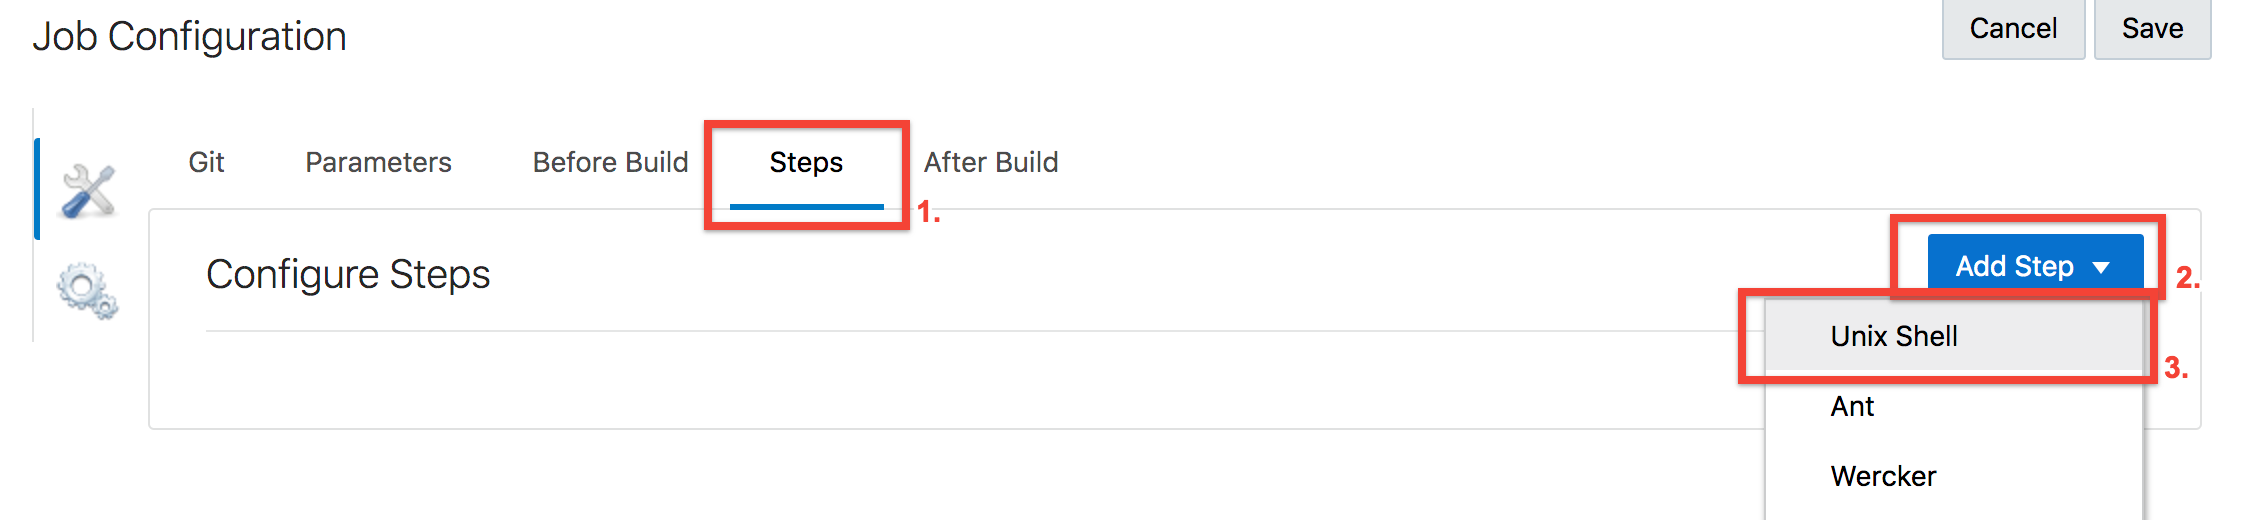 Job Configuration
Cancel
Save
Git
Parameters
Before Build
Steps
After Build
1.
Configure Steps
Add Step
2.
Unix Shell
3.
Ant
Wercker